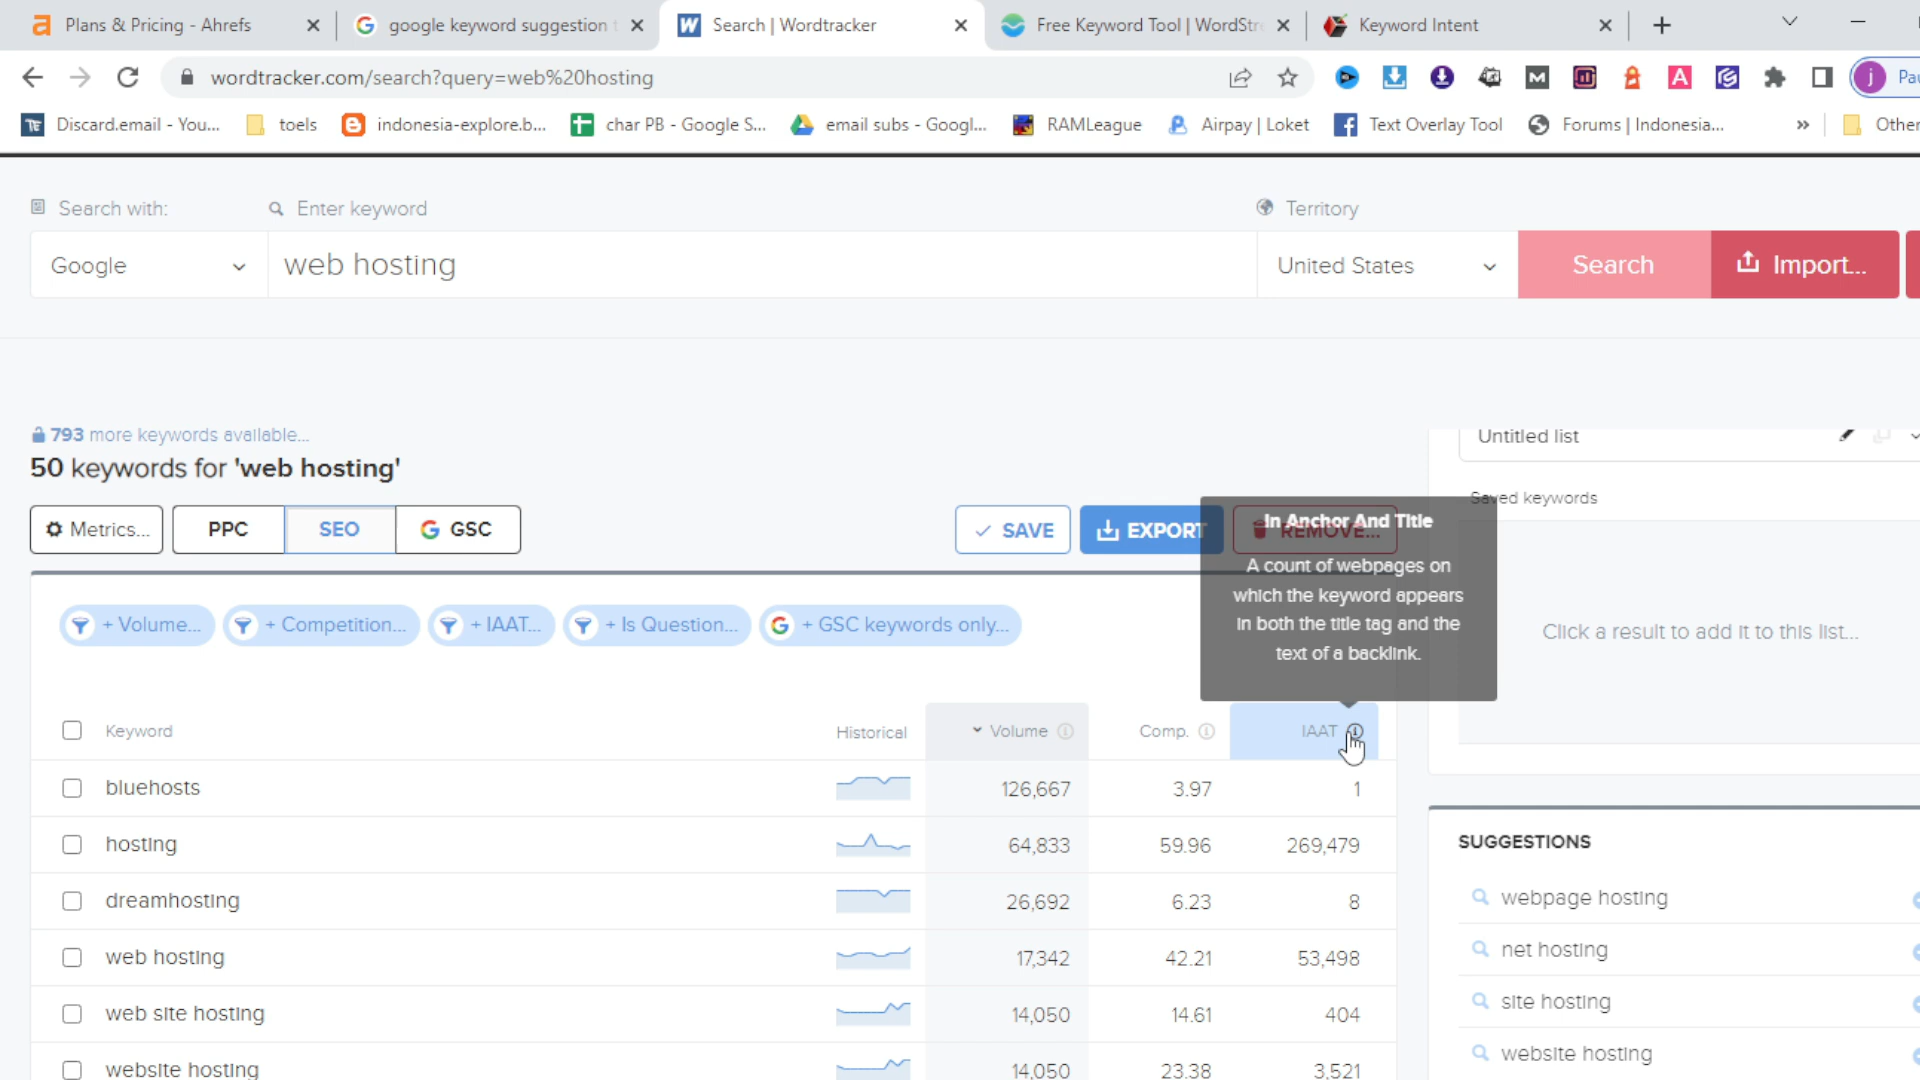 Plans & Pricing - Ahrefs
google keyword suggestion t
Search | Wordtracker
Free Keyword Tool | WordStre
Keyword Intent
wordtracker.com/search?query=web%20hosting
j Pau
Discard.email - You...
toels
indonesia-explore.b...
char PB - Google S...
email subs - Googl...
RAMLeague
Airpay | Loket
Text Overlay Tool
Forums | Indonesia...
»
Other
Search with:
Enter keyword
Territory
Google
web hosting
United States
Search
Import...
793 more keywords available...
50 keywords for 'web hosting'
Metrics...
PPC
SEO
GSC
SAVE
EXPORT
REMOVE...
In Anchor And Title
A count of webpages on
which the keyword appears
in both the title tag and the
text of a backlink.
Untitled list
Saved keywords
Click a result to add it to this list...
+ Volume...
+ Competition...
+ IAAT...
+ Is Question...
+ GSC keywords only...
Keyword Historical Volume Comp. IAAT
bluehosts 126,667 3.97 1
hosting 64,833 59.96 269,479
dreamhosting 26,692 6.23 8
web hosting 17,342 42.21 53,498
web site hosting 14,050 14.61 404
website hosting 14,050 23.38 3,521
SUGGESTIONS
webpage hosting
net hosting
site hosting
website hosting